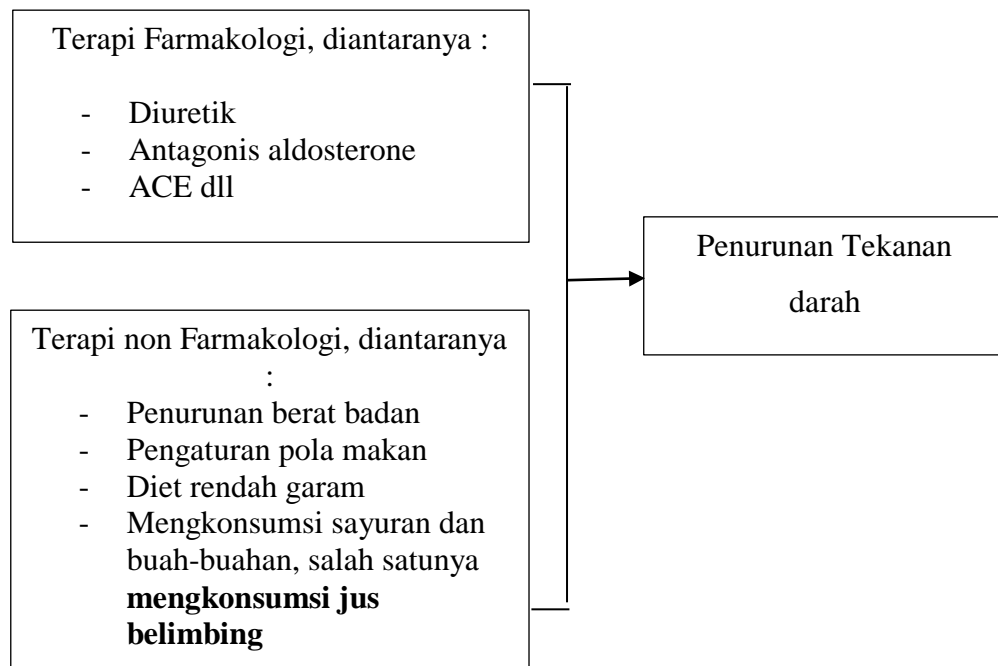 Terapi Farmakologi, diantaranya :
- Diuretik
- Antagonis aldosterone
- ACE dll
Penurunan Tekanan
darah
Terapi non Farmakologi, diantaranya
:
- Penurunan berat badan
- Pengaturan pola makan
- Diet rendah garam
- Mengkonsumsi sayuran dan
buah-buahan, salah satunya
mengkonsumsi jus
belimbing